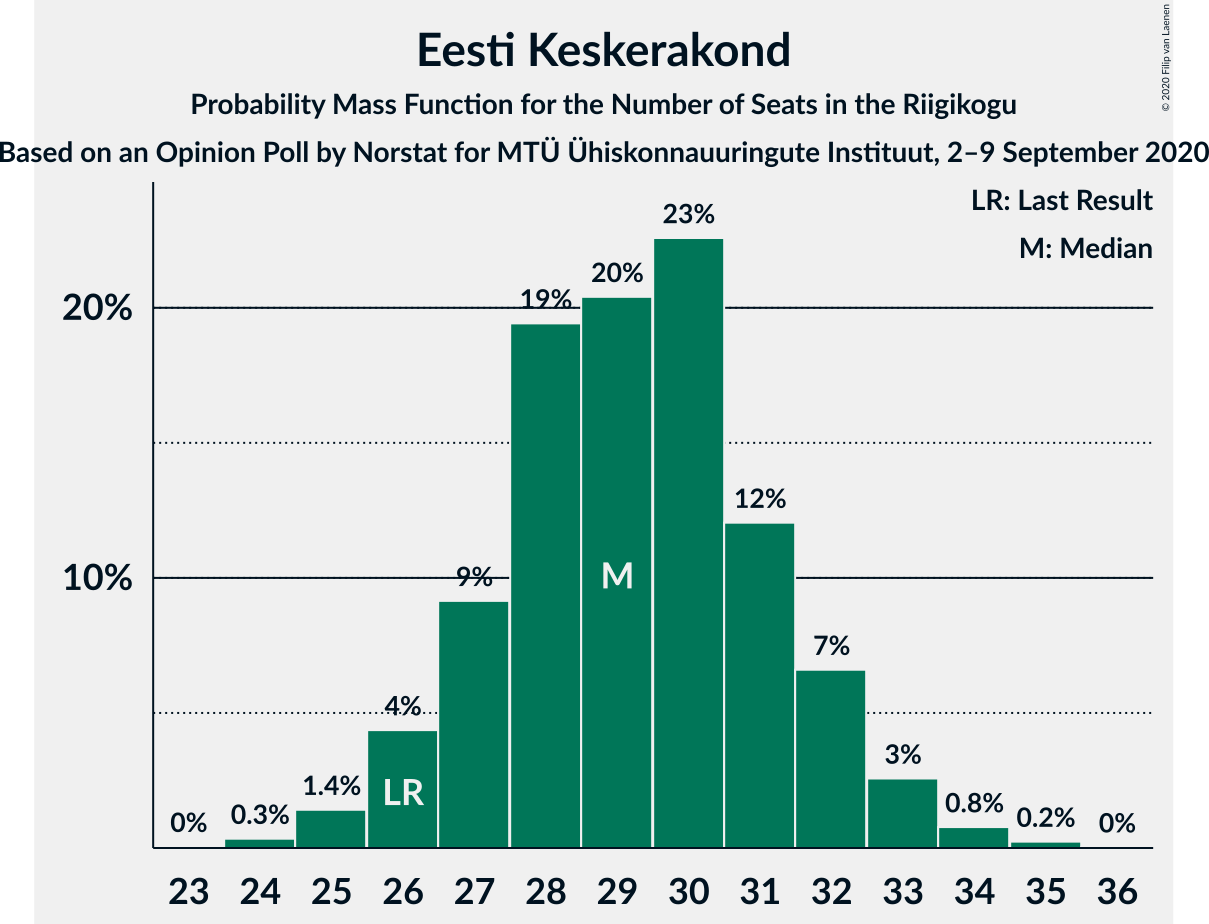 Eesti Keskerakond
Probability Mass Function for the Number of Seats in the Riigikogu
Based on an Opinion Poll by Norstat for MTÜ Ühiskonnauuringute Instituut, 2–9 September 2020
© 2020 Filip van Laenen
LR: Last Result
M: Median
20%
10%
0%
0.3%
1.4%
4%
9%
19%
20%
23%
12%
7%
3%
0.8%
0.2%
0%
LR
M
23 24 25 26 27 28 29 30 31 32 33 34 35 36